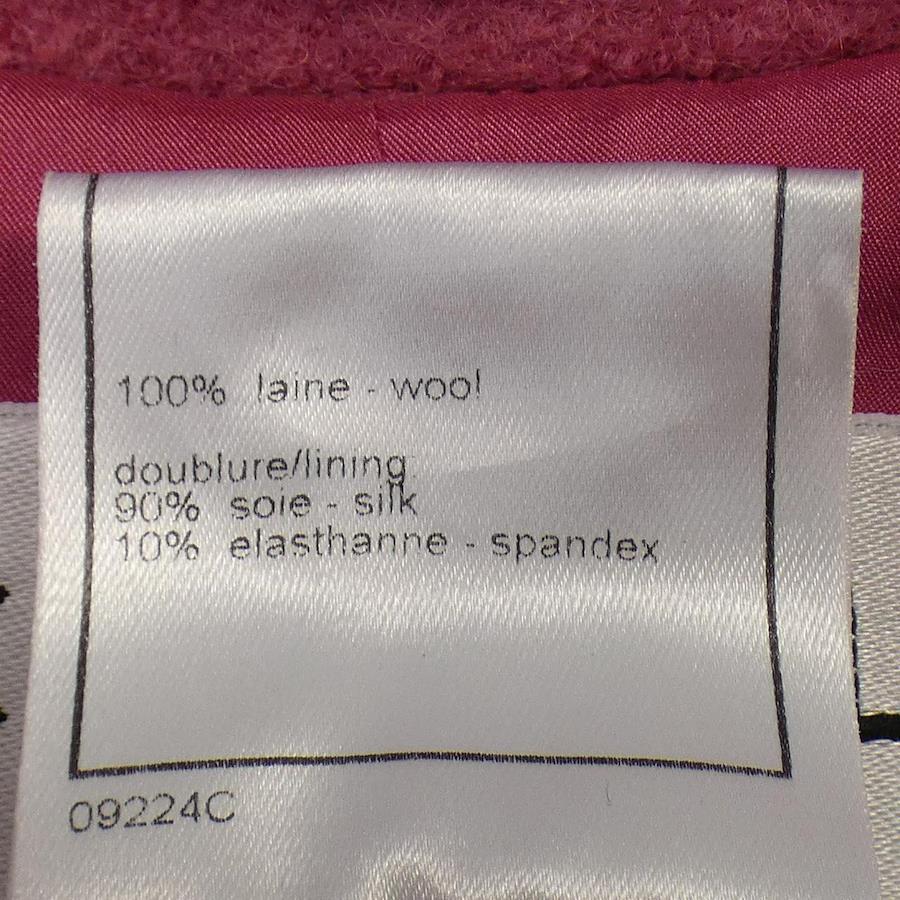 100% laine - wool
doublure/lining
90% soie - silk
10% elasthanne - spandex
09224C